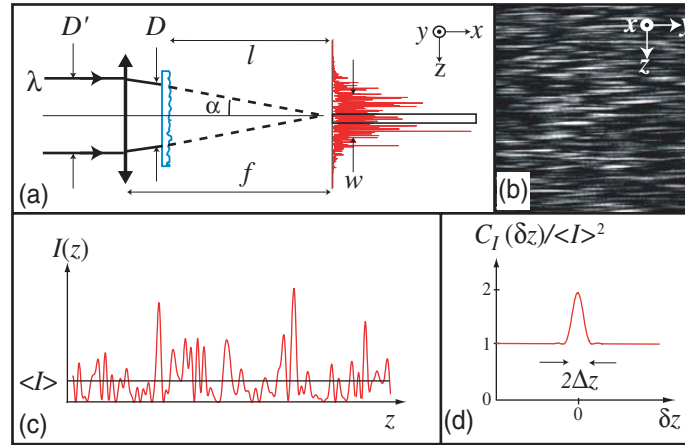 D′ D l y x z
λ α
f w
(a)
x y z
(b)
I(z)
<I>
z
(c)
C_I (δz)/<I>²
2
1
2Δz
0
0 δz
(d)